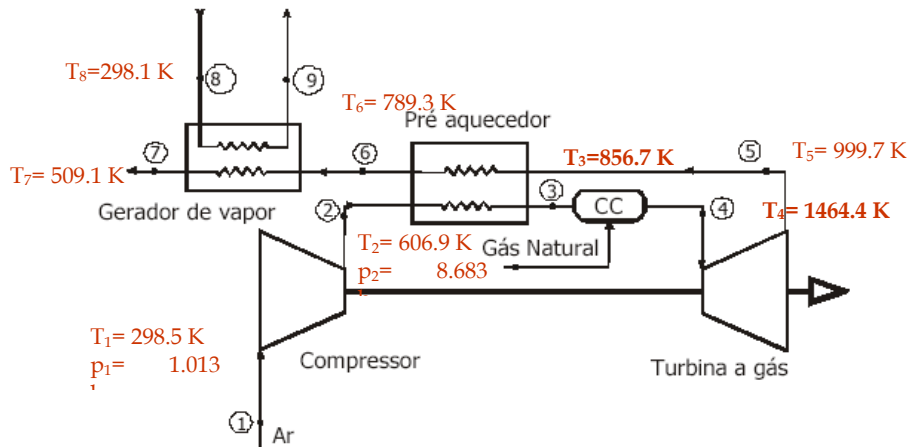 T₈=298.1 K
8
9
T₆= 789.3 K
Pré aquecedor
7
6
T₃=856.7 K
5
T₅= 999.7 K
T₇= 509.1 K
3
CC
4
T₄= 1464.4 K
Gerador de vapor
2
T₂= 606.9 K
Gás Natural
p₂= 8.683
T₁= 298.5 K
p₁= 1.013
Compressor
Turbina a gás
1
Ar